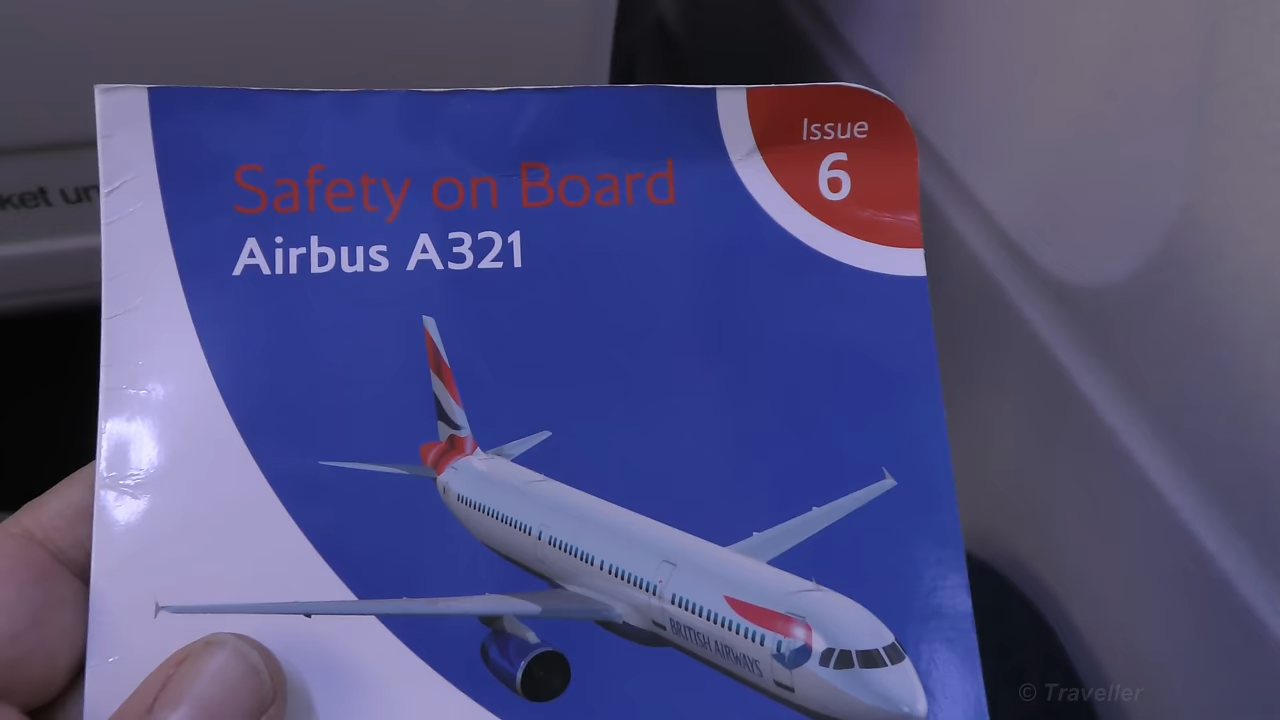 Issue
6
Safety on Board
Airbus A321
BRITISH AIRWAYS
© Traveller